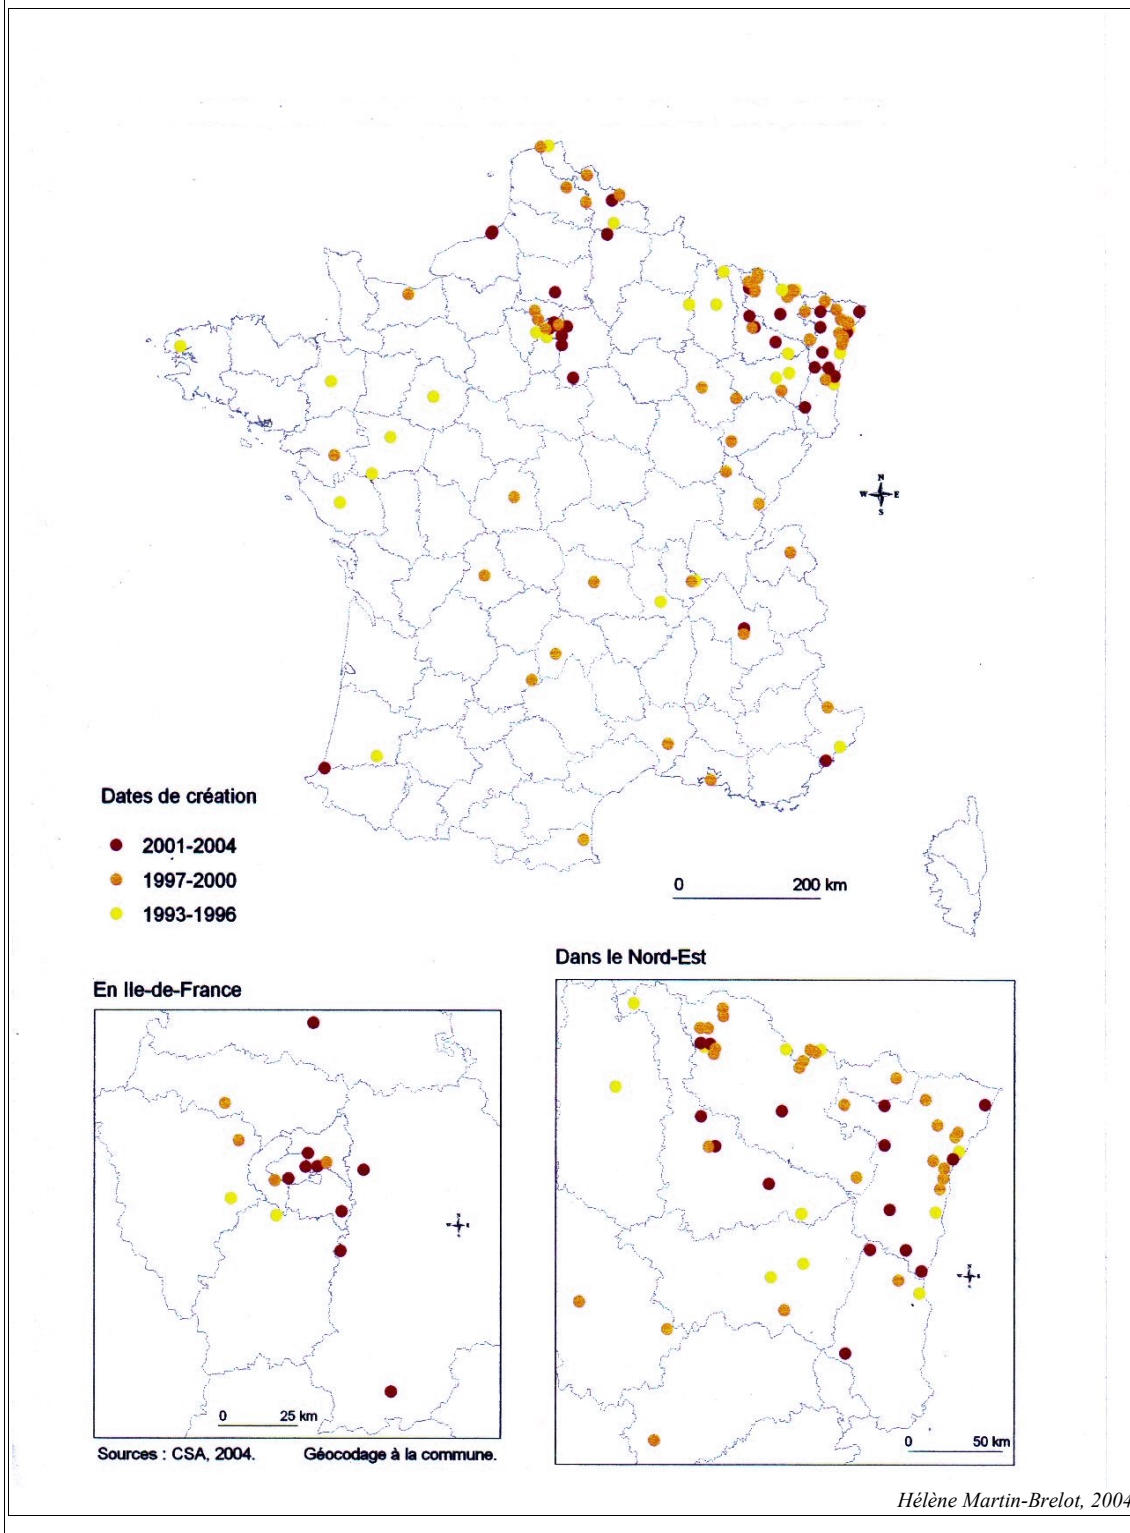 N
W E
S
Dates de création
2001-2004
1997-2000
1993-1996
0 200 km
Dans le Nord-Est
En Ile-de-France
0 25 km
0 50 km
Sources : CSA, 2004. Géocodage à la commune.
Hélène Martin-Brelot, 2004